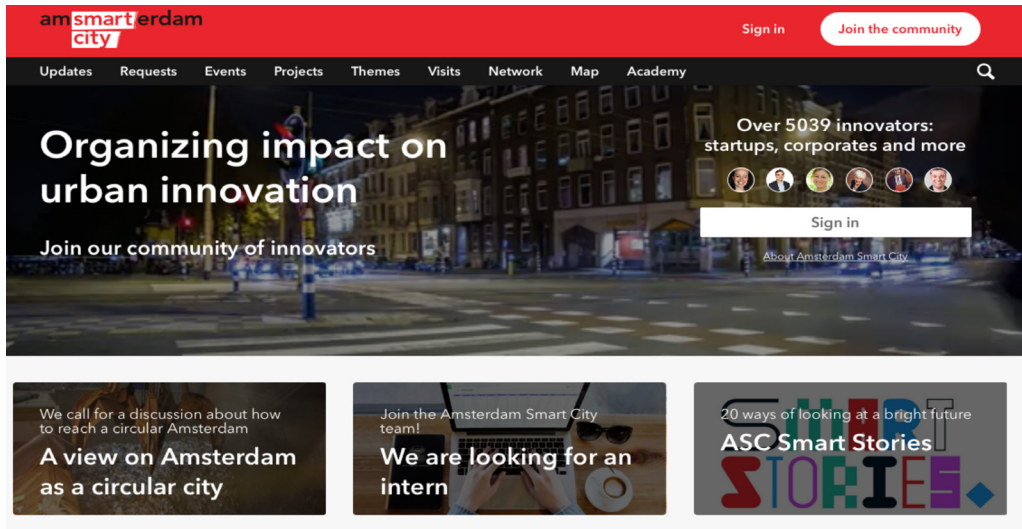 amsmarterdam
city
Sign in
Join the community
Updates Requests Events Projects Themes Visits Network Map Academy
Organizing impact on
urban innovation
Join our community of innovators
Over 5039 innovators:
startups, corporates and more
Sign in
About Amsterdam Smart City
We call for a discussion about how
to reach a circular Amsterdam
A view on Amsterdam
as a circular city
Join the Amsterdam Smart City
team!
We are looking for an
intern
20 ways of looking at a bright future
ASC Smart Stories
SMART
STORIES.